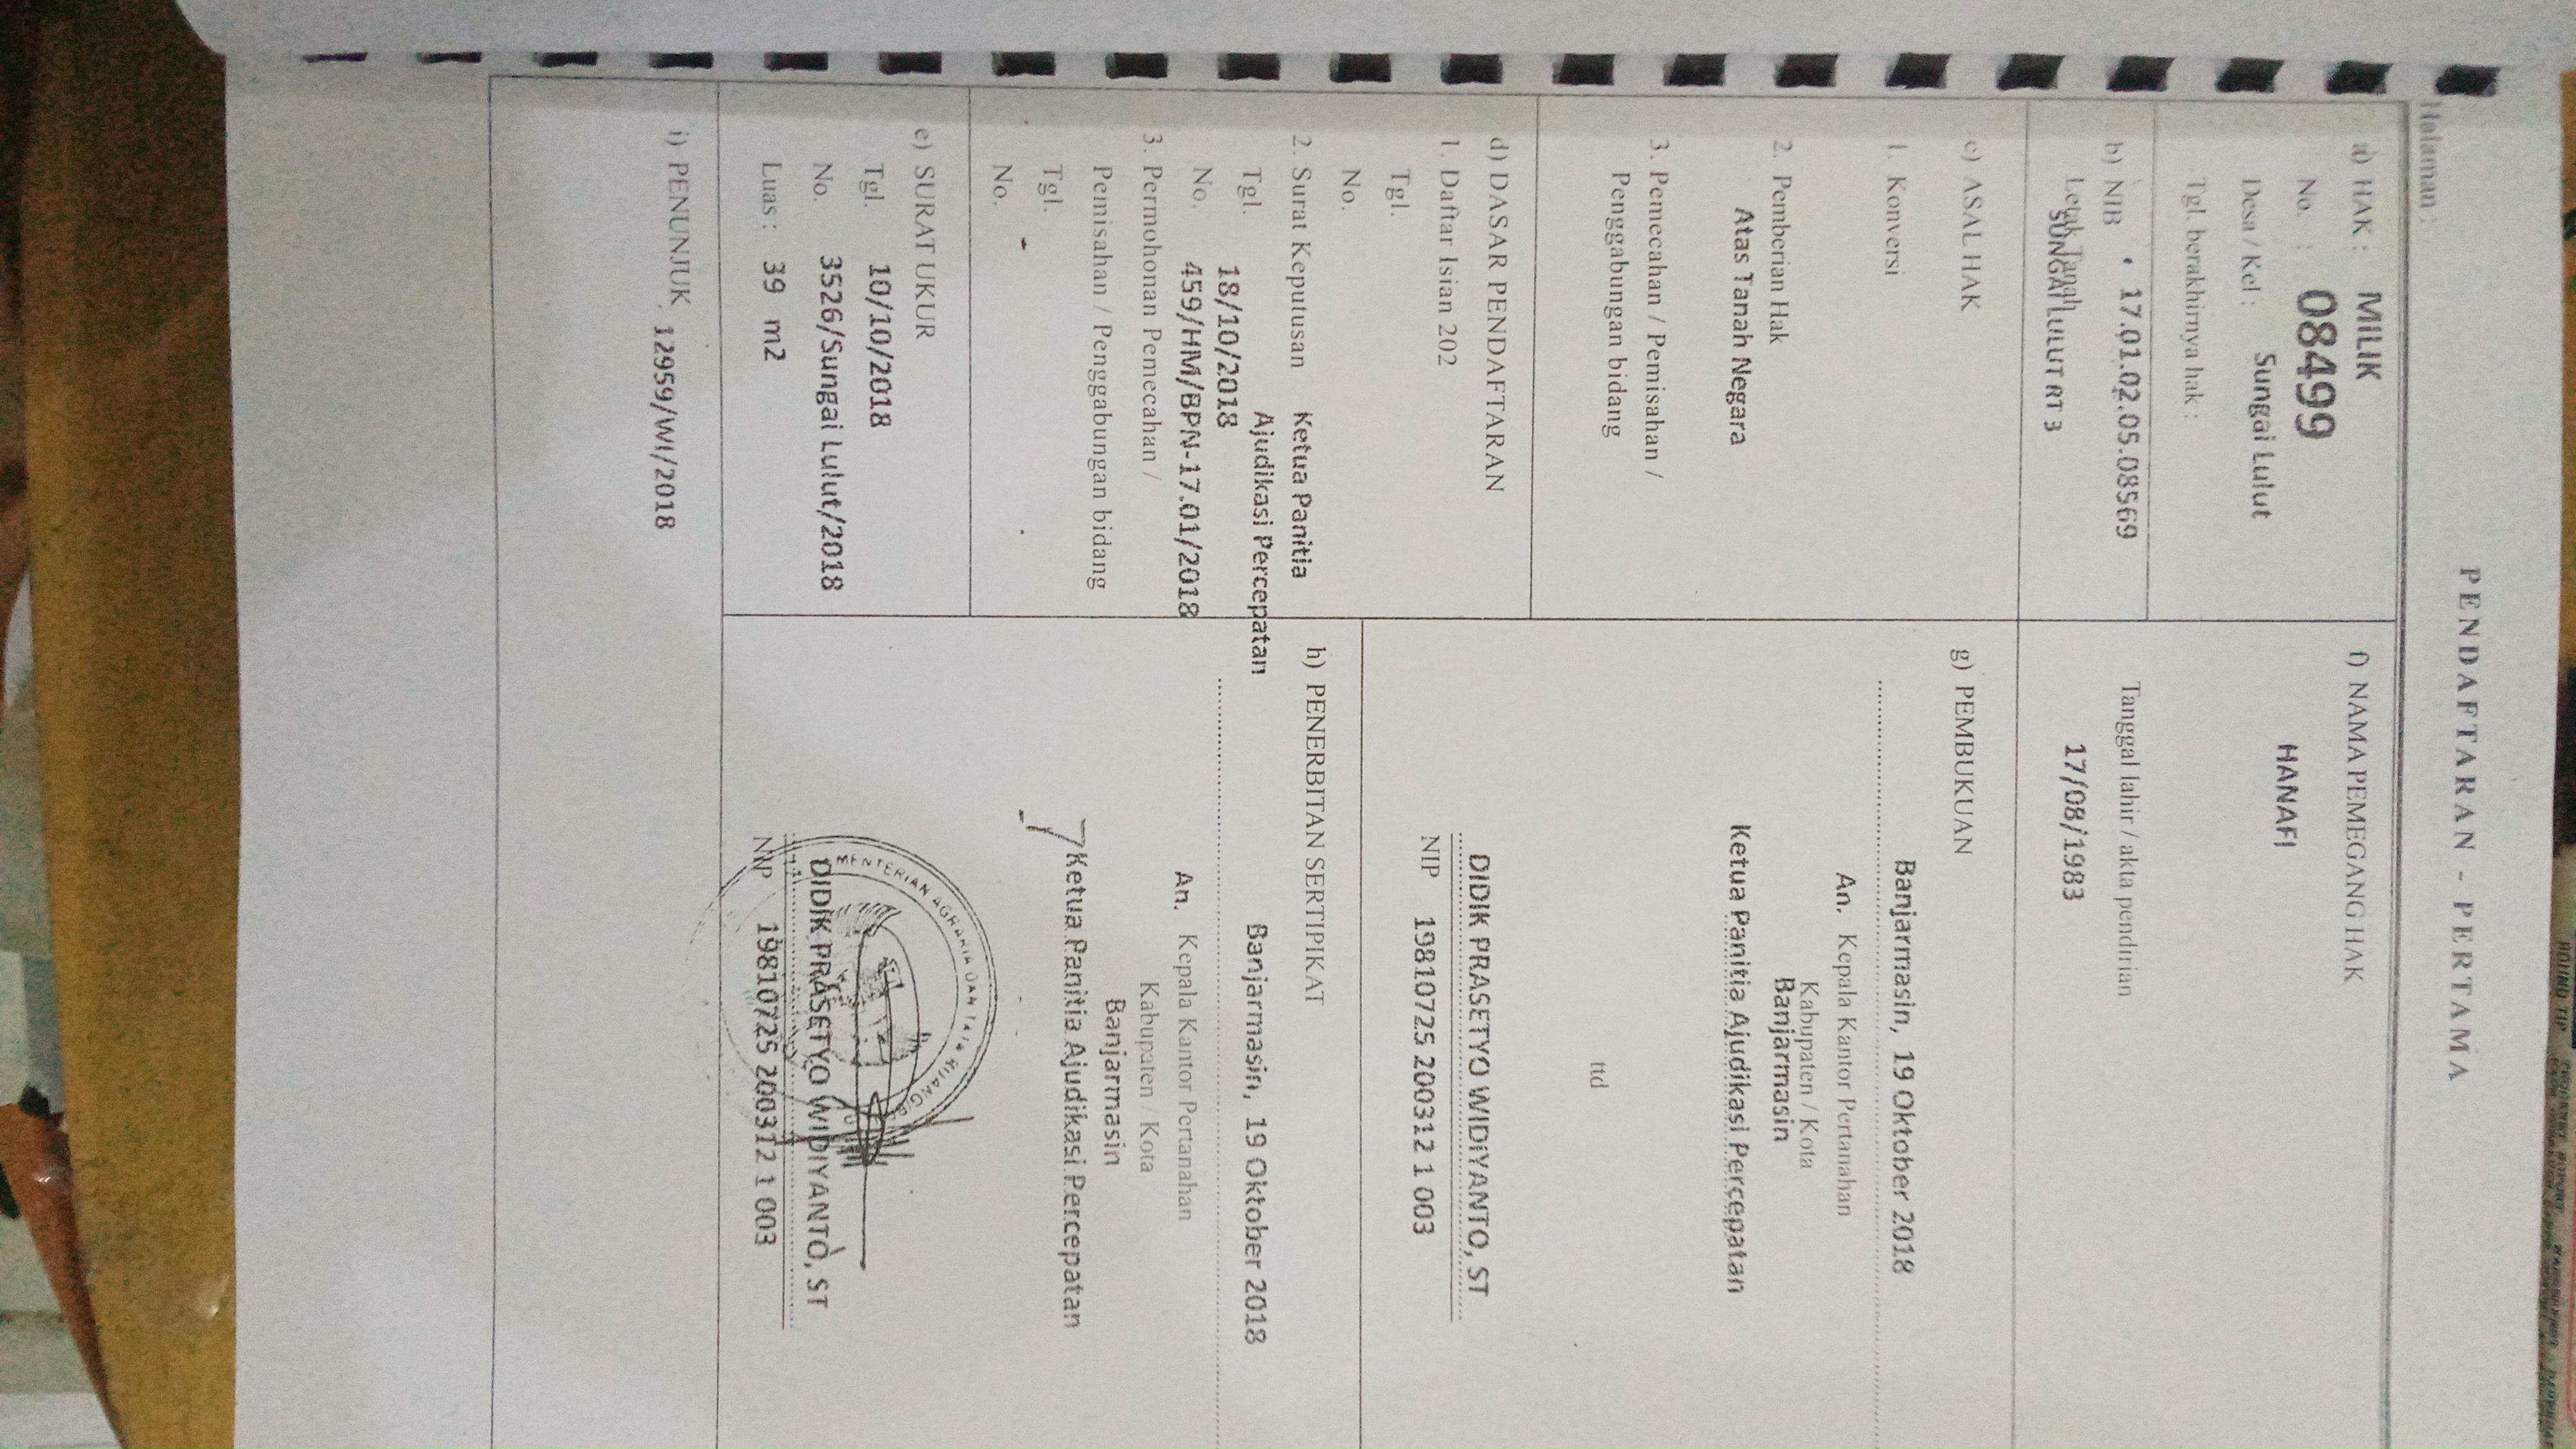 Halaman :
PENDAFTARAN - PERTAMA
a) HAK : MILIK
No. : 08499
Desa / Kel : Sungai Lulut
Tgl. berakhirnya hak :
b) NIB 17.01.02.05.08569
Letak Tanah
SUNGAI LULUT RT 3
c) ASAL HAK
1. Konversi
2. Pemberian Hak
Atas Tanah Negara
3. Pemecahan / Pemisahan /
Penggabungan bidang
d) DASAR PENDAFTARAN
1. Daftar Isian 202
Tgl.
No.
2. Surat Keputusan Ketua Panitia
Ajudikasi Percepatan
Tgl. 18/10/2018
No. 459/HM/BPN-17.01/2018
3. Permohonan Pemecahan /
Pemisahan / Penggabungan bidang
Tgl.
No. -
e) SURAT UKUR
Tgl. 10/10/2018
No. 3526/Sungai Lulut/2018
Luas : 39 m2
f) NAMA PEMEGANG HAK
HANAFI
Tanggal lahir / akta pendirian
17/08/1983
g) PEMBUKUAN
Banjarmasin, 19 Oktober 2018
An. Kepala Kantor Pertanahan
Kabupaten / Kota
Banjarmasin
Ketua Panitia Ajudikasi Percepatan
ttd
DIDIK PRASETYO WIDIYANTO, ST
NIP 19810725 200312 1 003
h) PENERBITAN SERTIPIKAT
Banjarmasin, 19 Oktober 2018
An. Kepala Kantor Pertanahan
Kabupaten / Kota
Banjarmasin
Ketua Panitia Ajudikasi Percepatan
MENTERIAN AGRARIA DAN TATA RUANG
DIDIK PRASETYO WIDIYANTO, ST
NIP 19810725 200312 1 003
i) PENUNJUK
12959/WI/2018
ROUND TIP